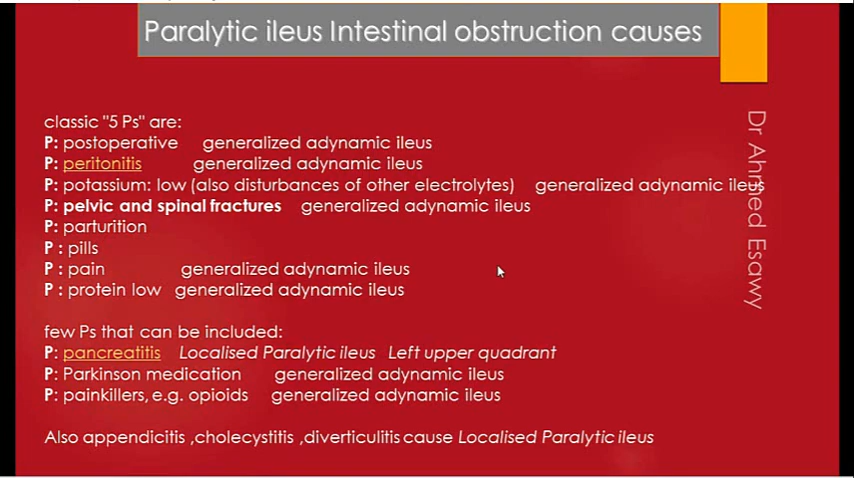 Paralytic ileus Intestinal obstruction causes
classic "5 Ps" are:
P: postoperative generalized adynamic ileus
P: peritonitis generalized adynamic ileus
P: potassium: low (also disturbances of other electrolytes) generalized adynamic ileus
P: pelvic and spinal fractures generalized adynamic ileus
P: parturition
P : pills
P : pain generalized adynamic ileus
P : protein low generalized adynamic ileus
few Ps that can be included:
P: pancreatitis Localised Paralytic ileus Left upper quadrant
P: Parkinson medication generalized adynamic ileus
P: painkillers, e.g. opioids generalized adynamic ileus
Also appendicitis ,cholecystitis ,diverticulitis cause Localised Paralytic ileus
Dr Ahmed Esawy